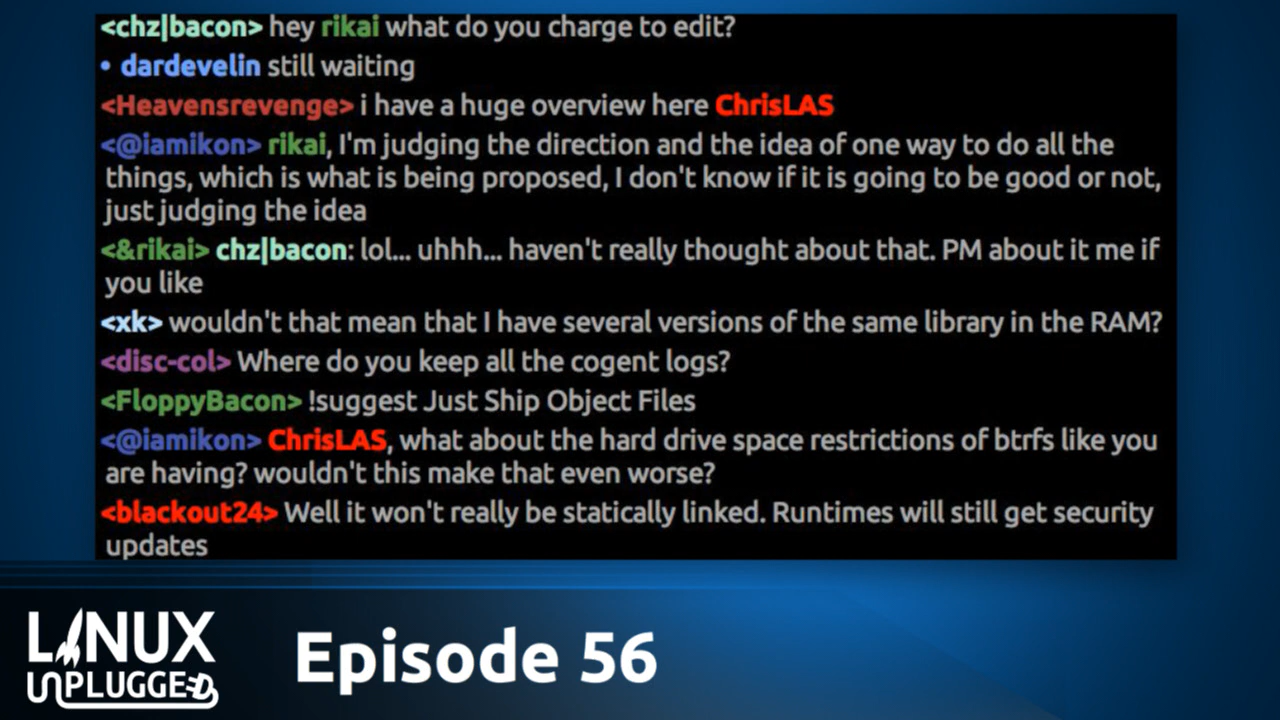 <chz|bacon> hey rikai what do you charge to edit?
• dardevelin still waiting
<Heavensrevenge> i have a huge overview here ChrisLAS
<@iamikon> rikai, I'm judging the direction and the idea of one way to do all the
things, which is what is being proposed, I don't know if it is going to be good or not,
just judging the idea
<&rikai> chz|bacon: lol... uhhh... haven't really thought about that. PM about it me if
you like
<xk> wouldn't that mean that I have several versions of the same library in the RAM?
<disc-col> Where do you keep all the cogent logs?
<FloppyBacon> !suggest Just Ship Object Files
<@iamikon> ChrisLAS, what about the hard drive space restrictions of btrfs like you
are having? wouldn't this make that even worse?
<blackout24> Well it won't really be statically linked. Runtimes will still get security
updates
LINUX
UNPLUGGED
Episode 56